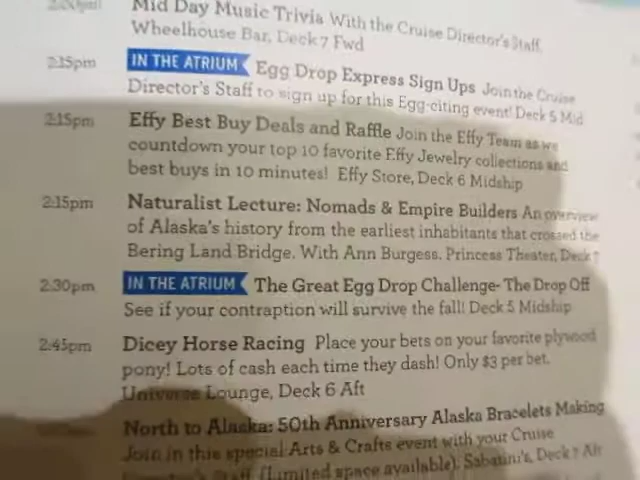 Mid Day Music Trivia With the Cruise Director's Staff.
Wheelhouse Bar, Deck 7 Fwd
2:15pm IN THE ATRIUM Egg Drop Express Sign Ups Join the Cruise
Director's Staff to sign up for this Egg-citing event! Deck 5 Mid
2:15pm Effy Best Buy Deals and Raffle Join the Effy Team as we
countdown your top 10 favorite Effy Jewelry collections and
best buys in 10 minutes! Effy Store, Deck 6 Midship
2:15pm Naturalist Lecture: Nomads & Empire Builders An overview
of Alaska's history from the earliest inhabitants that crossed the
Bering Land Bridge. With Ann Burgess. Princess Theater, Deck 7
2:30pm IN THE ATRIUM The Great Egg Drop Challenge- The Drop Off
See if your contraption will survive the fall! Deck 5 Midship
2:45pm Dicey Horse Racing Place your bets on your favorite plywood
pony! Lots of cash each time they dash! Only $3 per bet.
Universe Lounge, Deck 6 Aft
North to Alaska: 50th Anniversary Alaska Bracelets Making
Join in this special Arts & Crafts event with your Cruise
Staff (Limited space available). Sabatini's, Deck 7 Aft